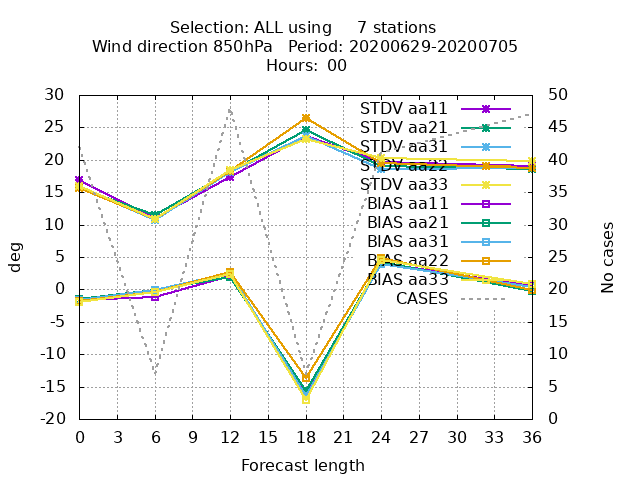 Selection: ALL using 7 stations
Wind direction 850hPa Period: 20200629-20200705
Hours: 00
30 50
25 45
20 40
15 35
10 30
5 25
0 20
-5 15
-10 10
-15 5
-20 0
deg
No cases
STDV aa11
STDV aa21
STDV aa31
STDV aa22
STDV aa33
BIAS aa11
BIAS aa21
BIAS aa31
BIAS aa22
BIAS aa33
CASES
0 3 6 9 12 15 18 21 24 27 30 33 36
Forecast length